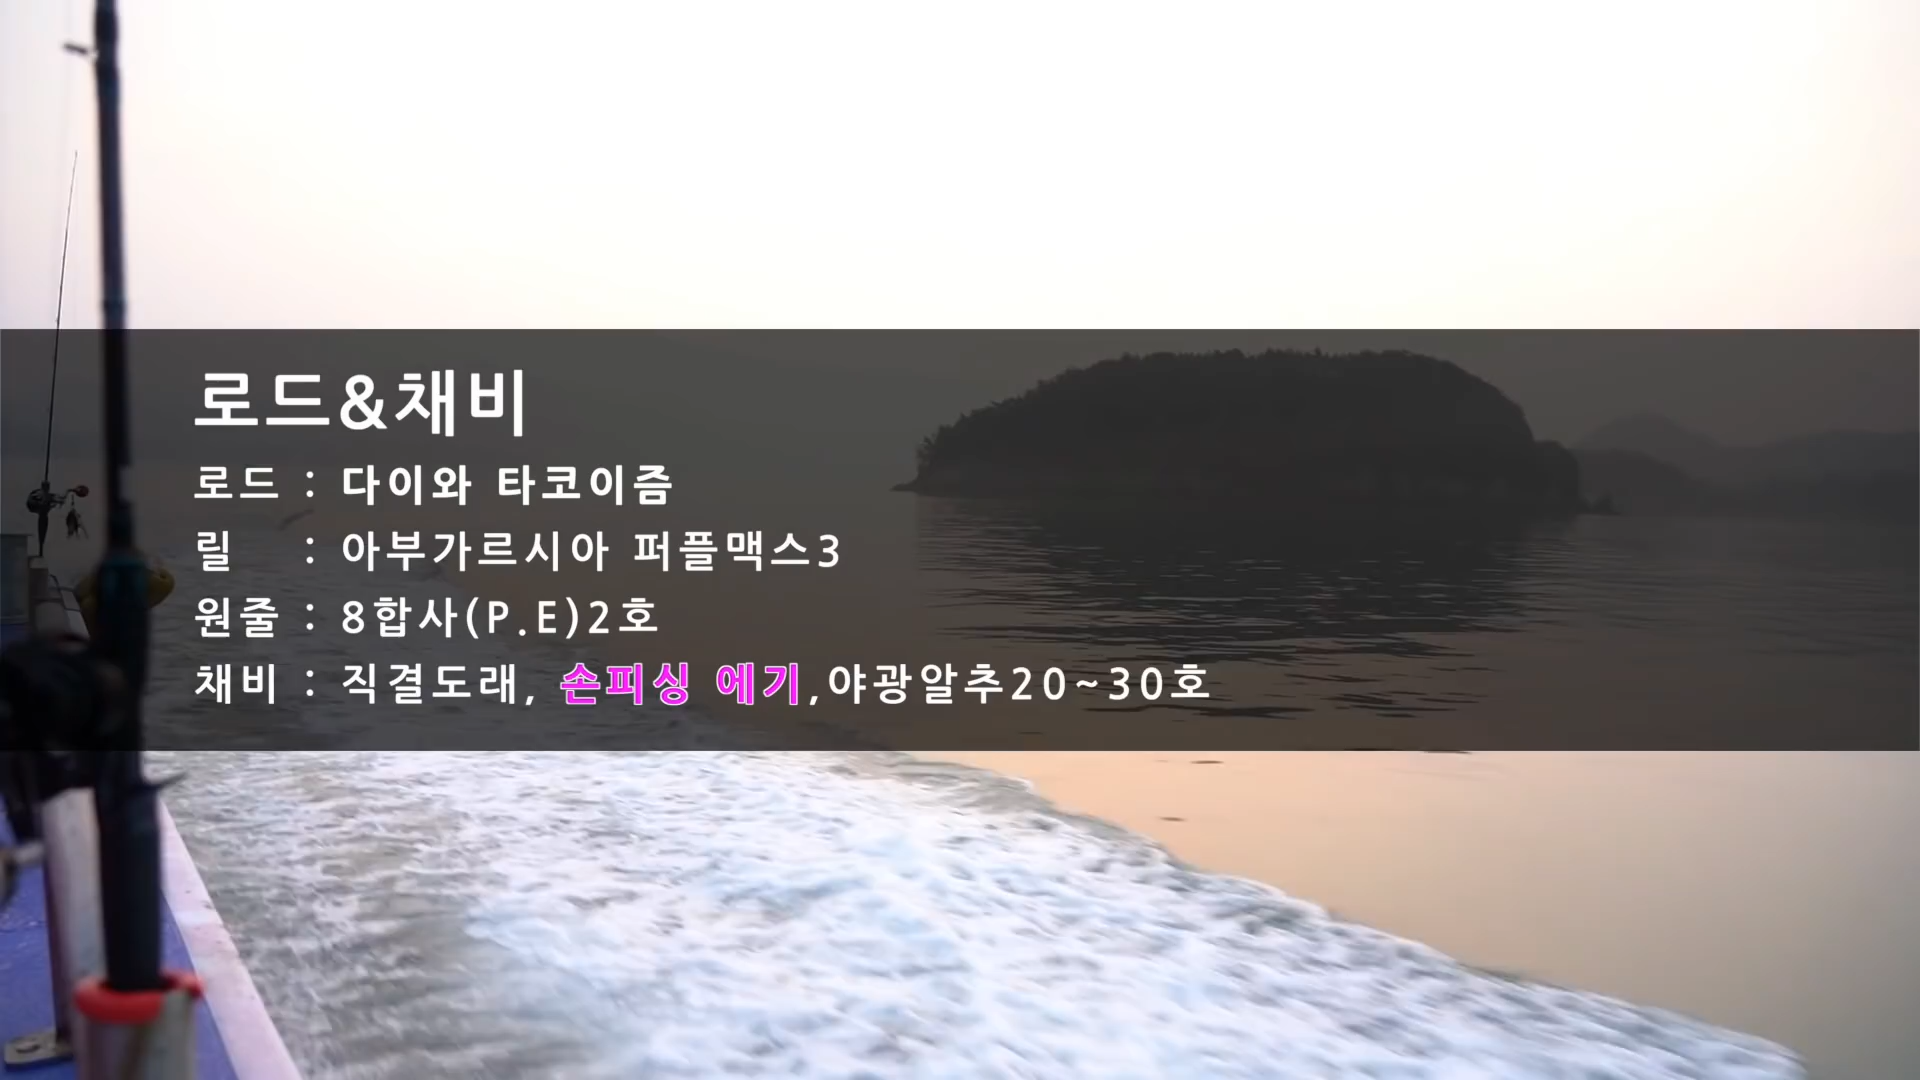 로드&채비
로드 : 다이와 타코이즘
릴 : 아부가르시아 퍼플맥스3
원줄 : 8합사(P.E)2호
채비 : 직결도래, 손피싱 에기,야광알추20~30호